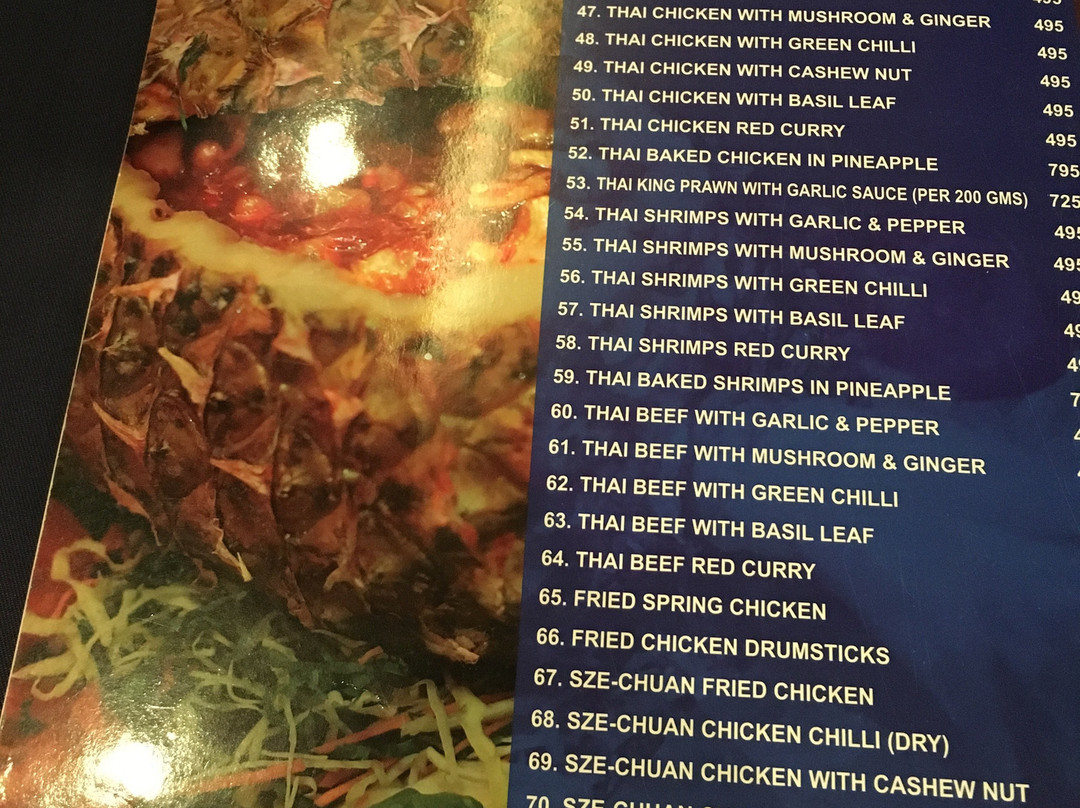 47. THAI CHICKEN WITH MUSHROOM & GINGER 495
48. THAI CHICKEN WITH GREEN CHILLI 495
49. THAI CHICKEN WITH CASHEW NUT 495
50. THAI CHICKEN WITH BASIL LEAF 495
51. THAI CHICKEN RED CURRY 495
52. THAI BAKED CHICKEN IN PINEAPPLE 795
53. THAI KING PRAWN WITH GARLIC SAUCE (PER 200 GMS) 725
54. THAI SHRIMPS WITH GARLIC & PEPPER 495
55. THAI SHRIMPS WITH MUSHROOM & GINGER 495
56. THAI SHRIMPS WITH GREEN CHILLI
57. THAI SHRIMPS WITH BASIL LEAF
58. THAI SHRIMPS RED CURRY
59. THAI BAKED SHRIMPS IN PINEAPPLE
60. THAI BEEF WITH GARLIC & PEPPER
61. THAI BEEF WITH MUSHROOM & GINGER
62. THAI BEEF WITH GREEN CHILLI
63. THAI BEEF WITH BASIL LEAF
64. THAI BEEF RED CURRY
65. FRIED SPRING CHICKEN
66. FRIED CHICKEN DRUMSTICKS
67. SZE-CHUAN FRIED CHICKEN
68. SZE-CHUAN CHICKEN CHILLI (DRY)
69. SZE-CHUAN CHICKEN WITH CASHEW NUT
70. SZE-CHUAN